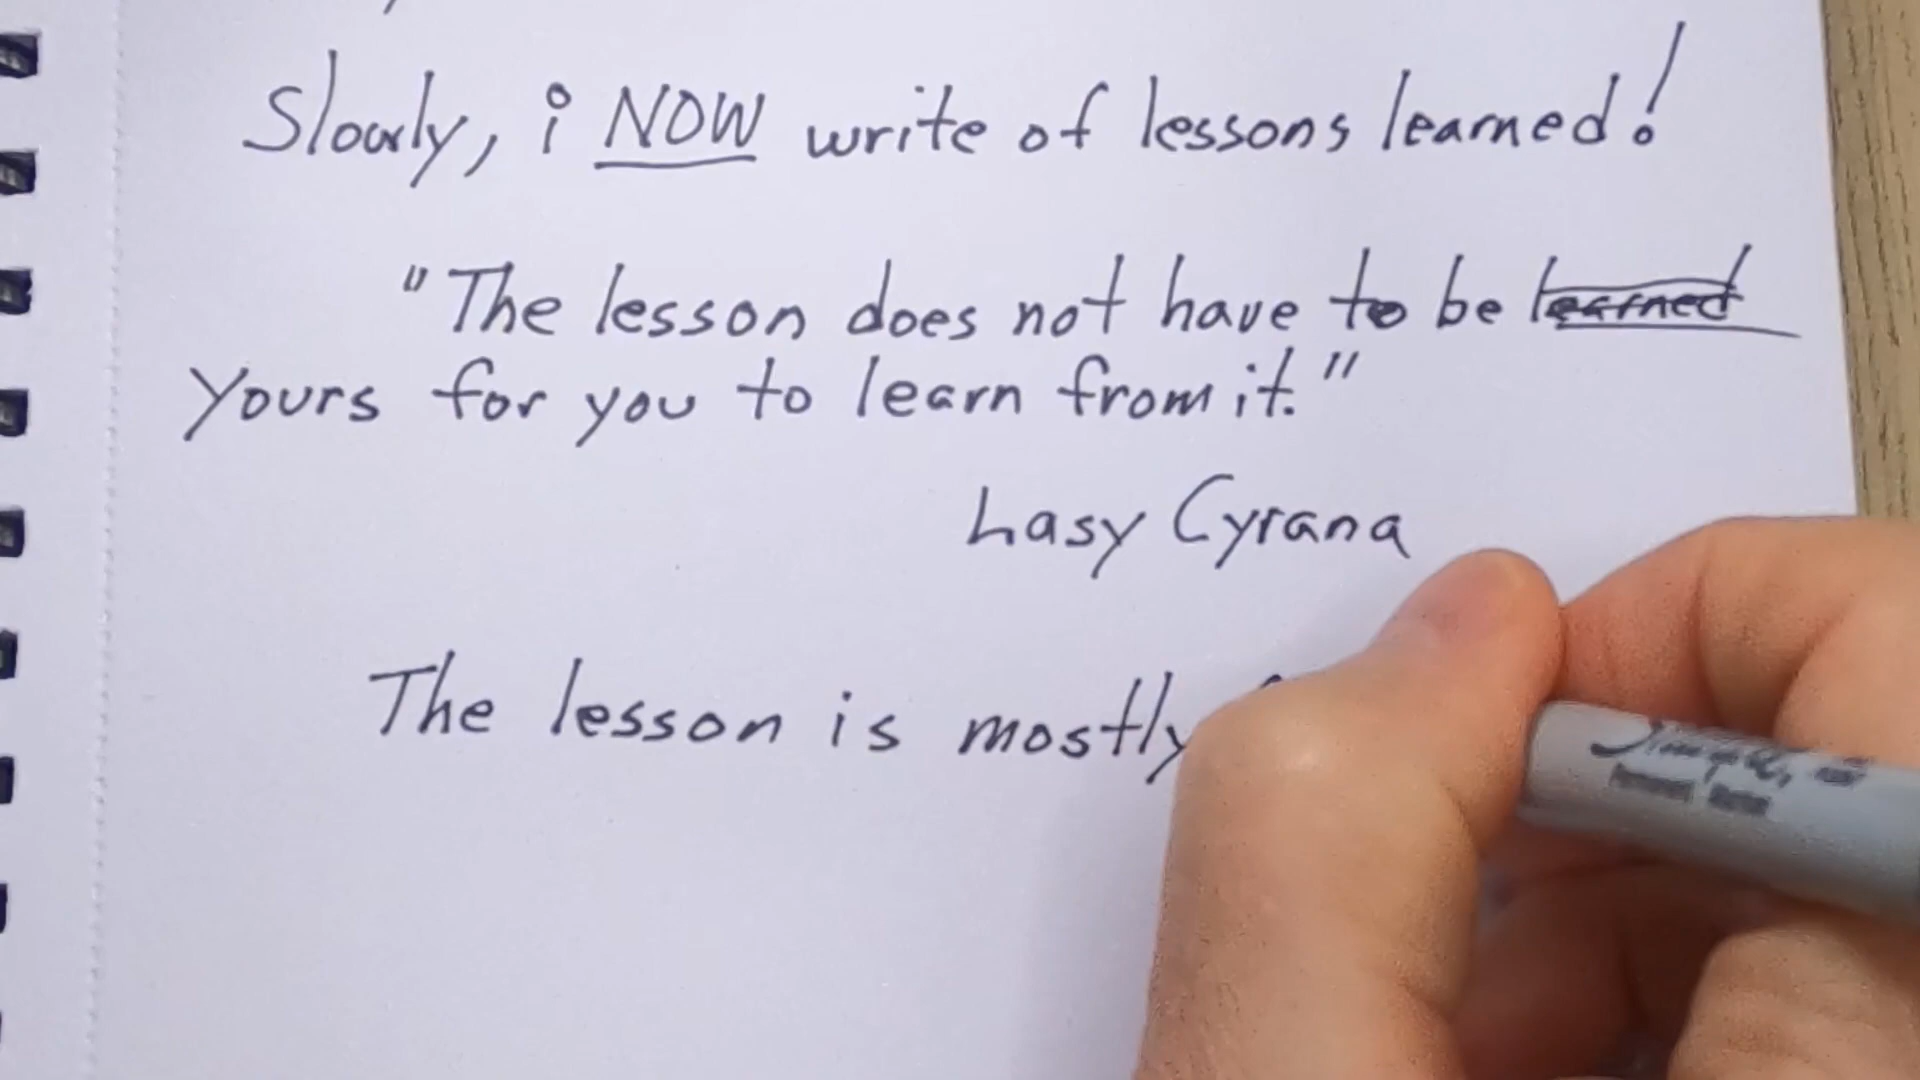 Slowly, i NOW write of lessons learned!
"The lesson does not have to be learned
Yours for you to learn from it."
Lasy Cyrana
The lesson is mostly